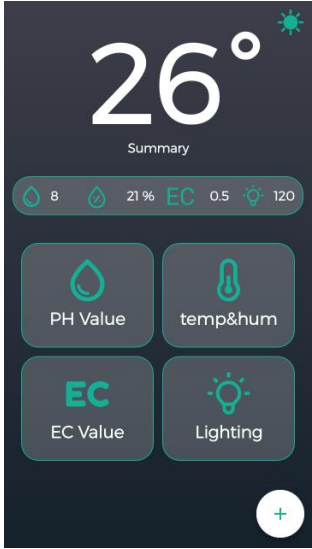 26°
Summary
8 21 % EC 0.5 120
PH Value temp&hum
EC
EC Value Lighting
+